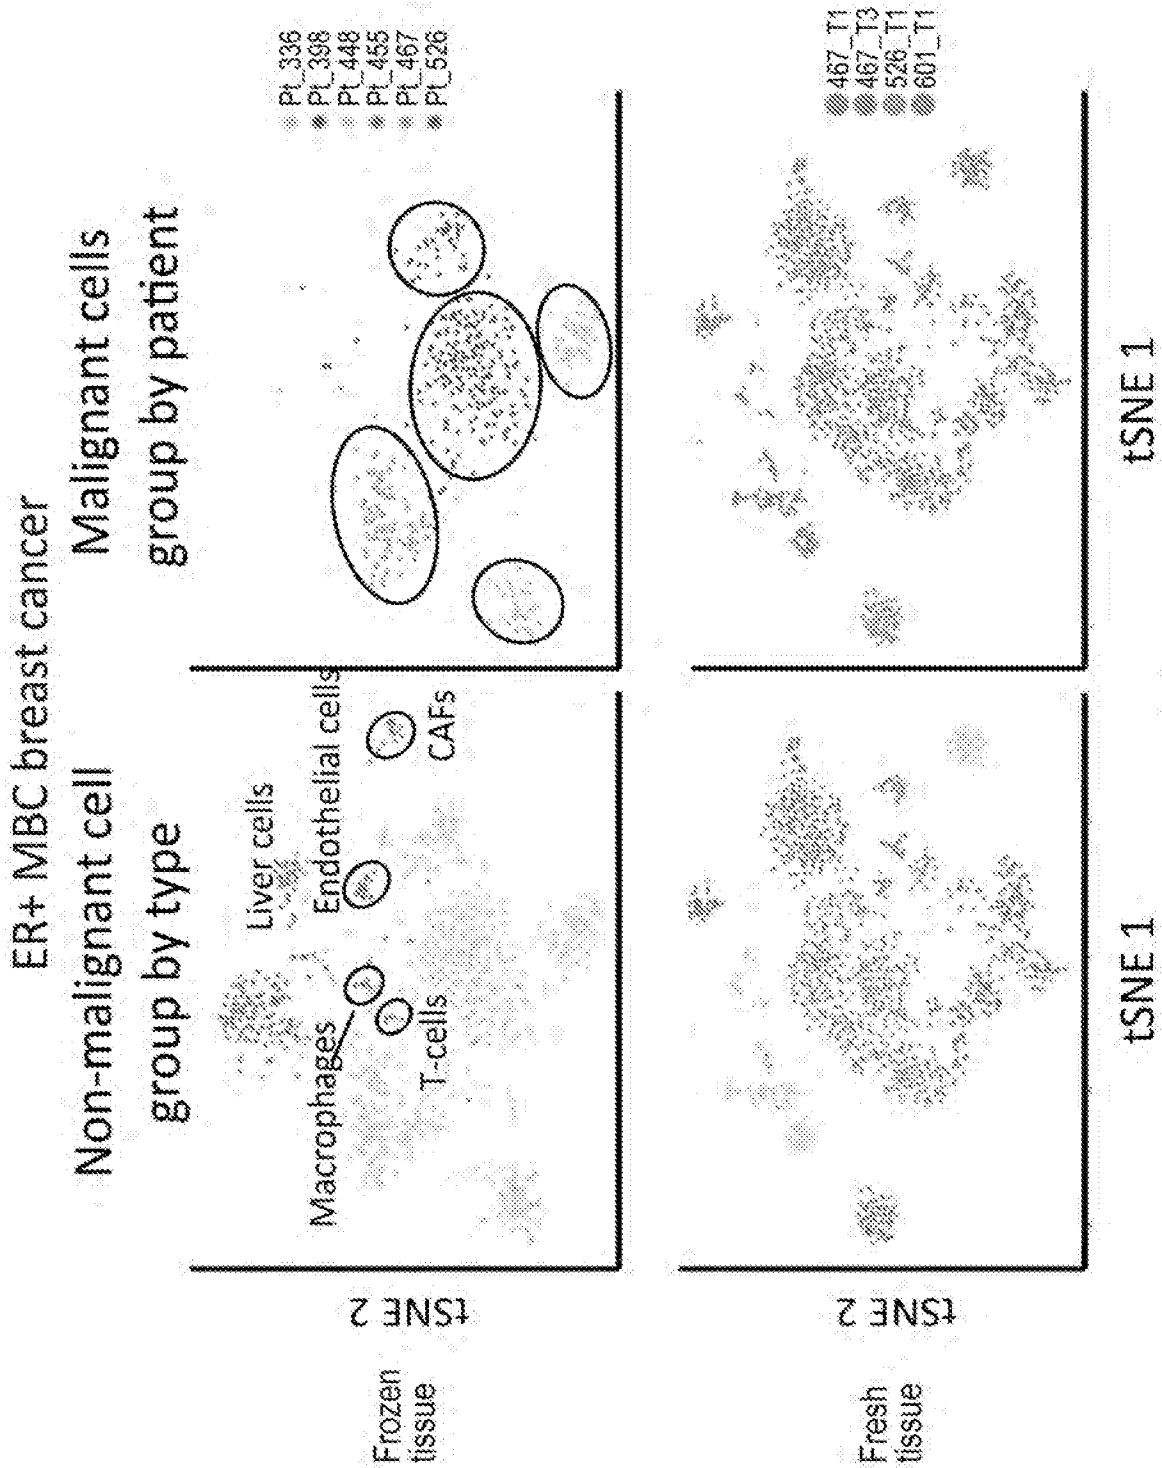 ER+ MBC breast cancer
Non-malignant cell
group by type
Malignant cells
group by patient
Frozen
tissue
tSNE 2
Liver cells
Endothelial cells
Macrophages
T-cells
CAFs
Pt_336
Pt_398
Pt_448
Pt_455
Pt_467
Pt_526
Fresh
tissue
tSNE 2
467_T1
467_T3
526_T1
601_T1
tSNE 1
tSNE 1